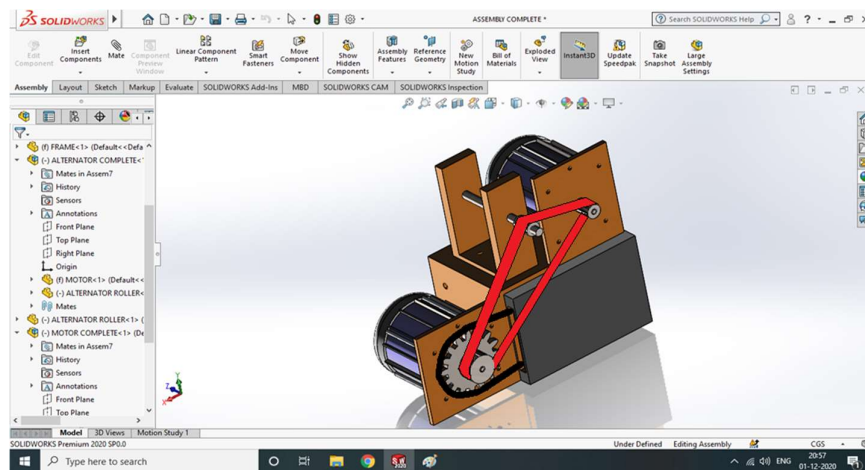 SOLIDWORKS
ASSEMBLY COMPLETE *
Search SOLIDWORKS Help
Edit Component
Insert Components
Mate
Component Preview Window
Linear Component Pattern
Smart Fasteners
Move Component
Show Hidden Components
Assembly Features
Reference Geometry
New Motion Study
Bill of Materials
Exploded View
Instant3D
Update Speedpak
Take Snapshot
Large Assembly Settings
Assembly Layout Sketch Markup Evaluate SOLIDWORKS Add-Ins MBD SOLIDWORKS CAM SOLIDWORKS Inspection
(f) FRAME<1> (Default<<Defa
(-) ALTERNATOR COMPLETE<
Mates in Assem7
History
Sensors
Annotations
Front Plane
Top Plane
Right Plane
Origin
(f) MOTOR<1> (Default<<
(-) ALTERNATOR ROLLER<
Mates
(-) ALTERNATOR ROLLER<1> (
(-) MOTOR COMPLETE<1> (De
Mates in Assem7
History
Sensors
Annotations
Front Plane
Top Plane
Model 3D Views Motion Study 1
SOLIDWORKS Premium 2020 SP0.0
Under Defined Editing Assembly CGS
Type here to search
ENG
20:57
01-12-2020